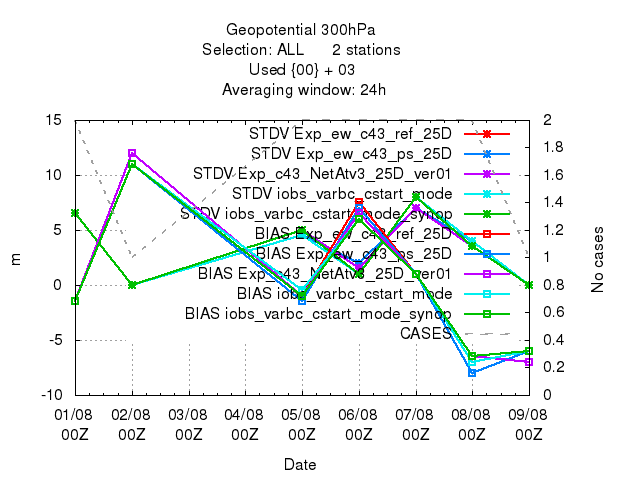 Geopotential 300hPa
Selection: ALL 2 stations
Used {00} + 03
Averaging window: 24h
15
10
5
0
-5
-10
m
2
1.8
1.6
1.4
1.2
1
0.8
0.6
0.4
0.2
0
No cases
STDV Exp_ew_c43_ref_25D
STDV Exp_ew_c43_ps_25D
STDV Exp_c43_NetAtv3_25D_ver01
STDV iobs_varbc_cstart_mode
STDV iobs_varbc_cstart_mode_synop
BIAS Exp_ew_c43_ref_25D
BIAS Exp_ew_c43_ps_25D
BIAS Exp_c43_NetAtv3_25D_ver01
BIAS iobs_varbc_cstart_mode
BIAS iobs_varbc_cstart_mode_synop
CASES
01/08 02/08 03/08 04/08 05/08 06/08 07/08 08/08 09/08
00Z 00Z 00Z 00Z 00Z 00Z 00Z 00Z 00Z
Date